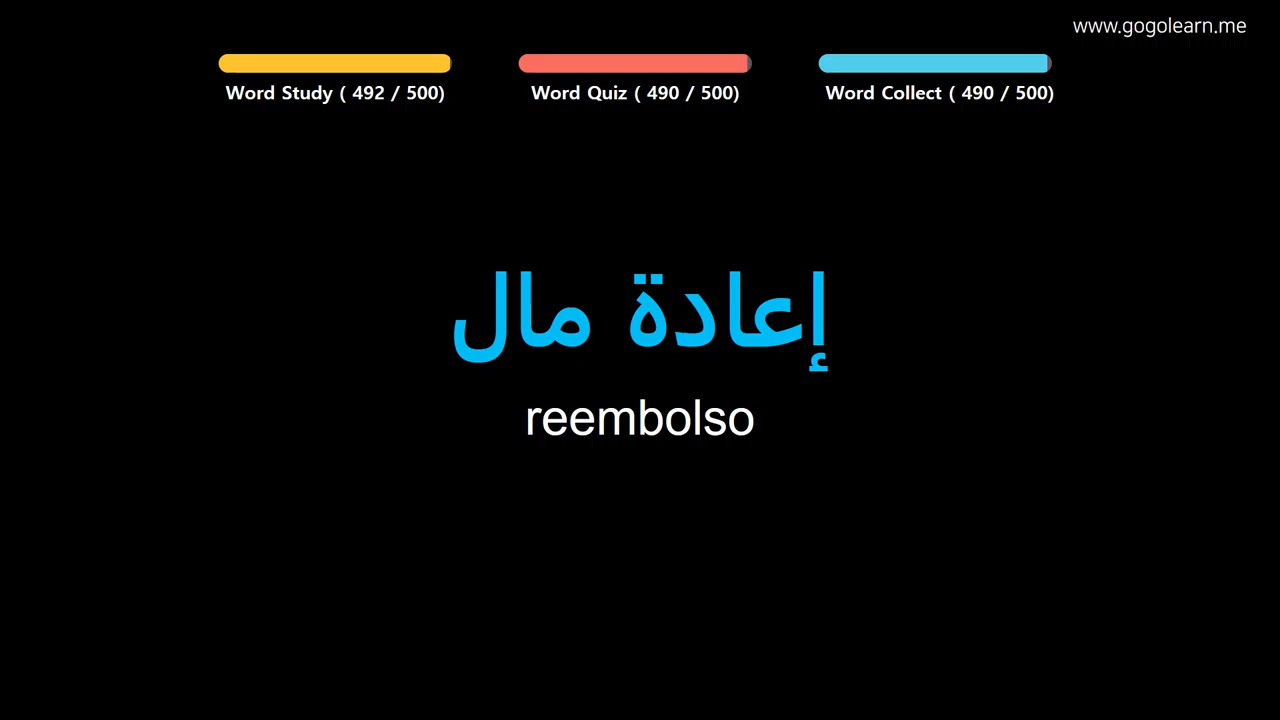 www.gogolearn.me
Word Study ( 492 / 500)
Word Quiz ( 490 / 500)
Word Collect ( 490 / 500)
إعادة مال
reembolso